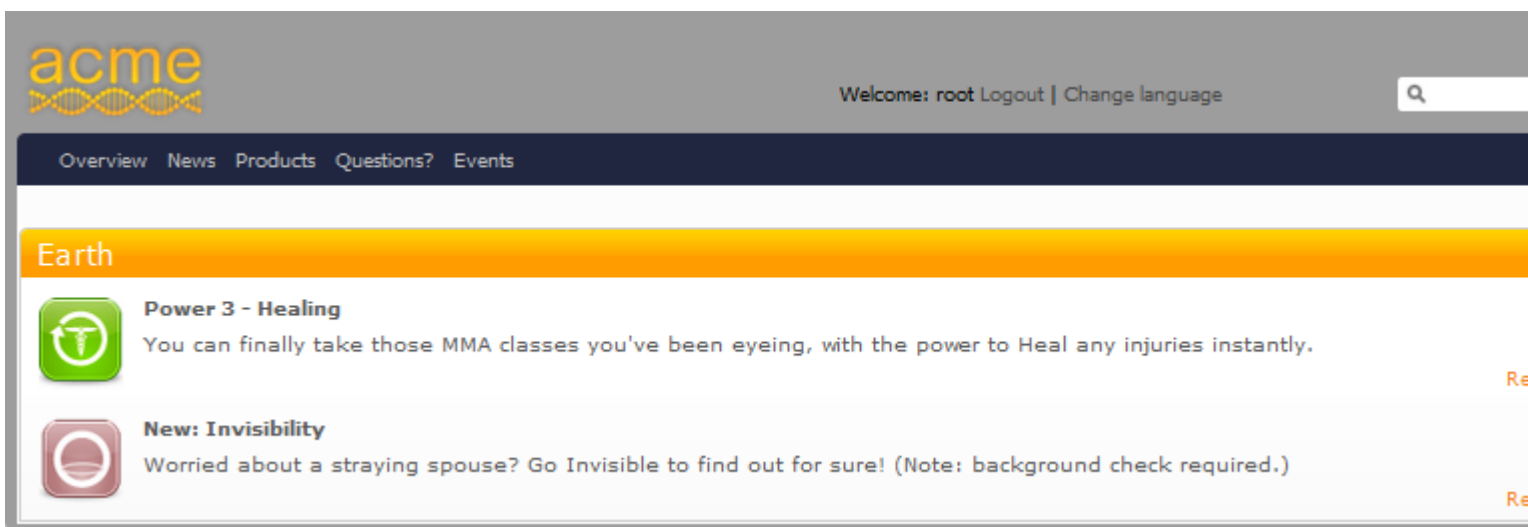 acme
Welcome: root Logout | Change language
Overview News Products Questions? Events
Earth
Power 3 - Healing
You can finally take those MMA classes you've been eyeing, with the power to Heal any injuries instantly.
New: Invisibility
Worried about a straying spouse? Go Invisible to find out for sure! (Note: background check required.)